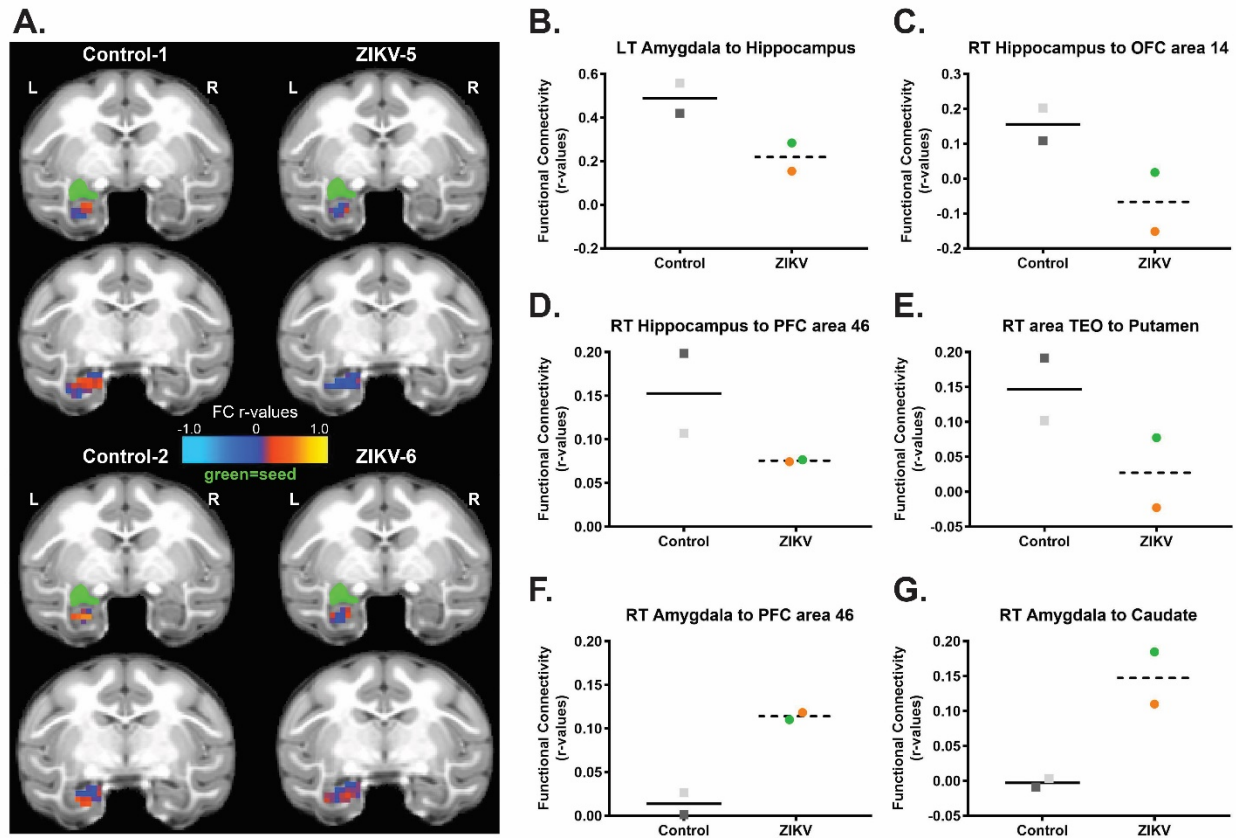 A.
Control-1
ZIKV-5
L
R
L
R
FC r-values
-1.0
0
1.0
green=seed
Control-2
ZIKV-6
L
R
L
R
B.
LT Amygdala to Hippocampus
Functional Connectivity
(r-values)
0.6
0.4
0.2
0.0
-0.2
Control
ZIKV
C.
RT Hippocampus to OFC area 14
Functional Connectivity
(r-values)
0.3
0.2
0.1
0.0
-0.1
-0.2
Control
ZIKV
D.
RT Hippocampus to PFC area 46
Functional Connectivity
(r-values)
0.20
0.15
0.10
0.05
0.00
Control
ZIKV
E.
RT area TEO to Putamen
Functional Connectivity
(r-values)
0.20
0.15
0.10
0.05
0.00
-0.05
Control
ZIKV
F.
RT Amygdala to PFC area 46
Functional Connectivity
(r-values)
0.20
0.15
0.10
0.05
0.00
Control
ZIKV
G.
RT Amygdala to Caudate
Functional Connectivity
(r-values)
0.20
0.15
0.10
0.05
0.00
-0.05
Control
ZIKV